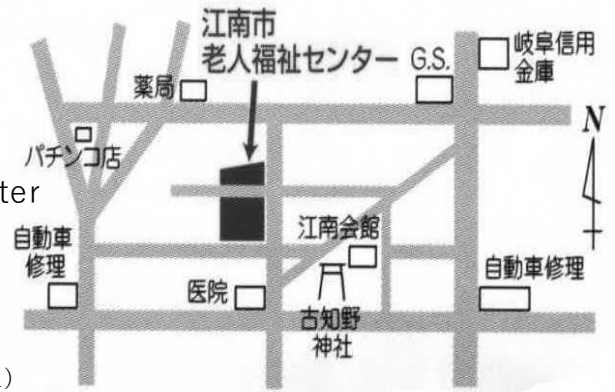 江南市
老人福祉センター
G.S.
岐阜信用
金庫
薬局
N
パチンコ店
ter
江南会館
自動車
修理
医院
自動車修理
古知野
神社
)